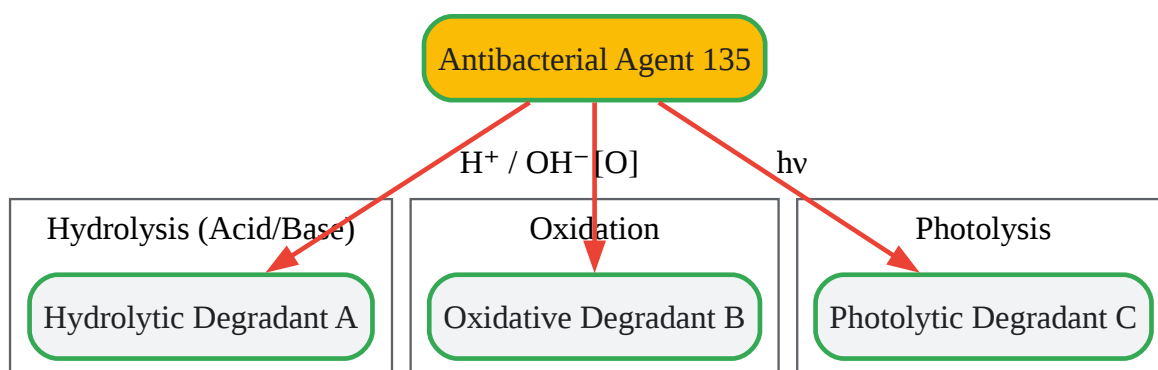 Antibacterial Agent 135
H⁺ / OH⁻
[O]
hν
Hydrolysis (Acid/Base)
Oxidation
Photolysis
Hydrolytic Degradant A
Oxidative Degradant B
Photolytic Degradant C